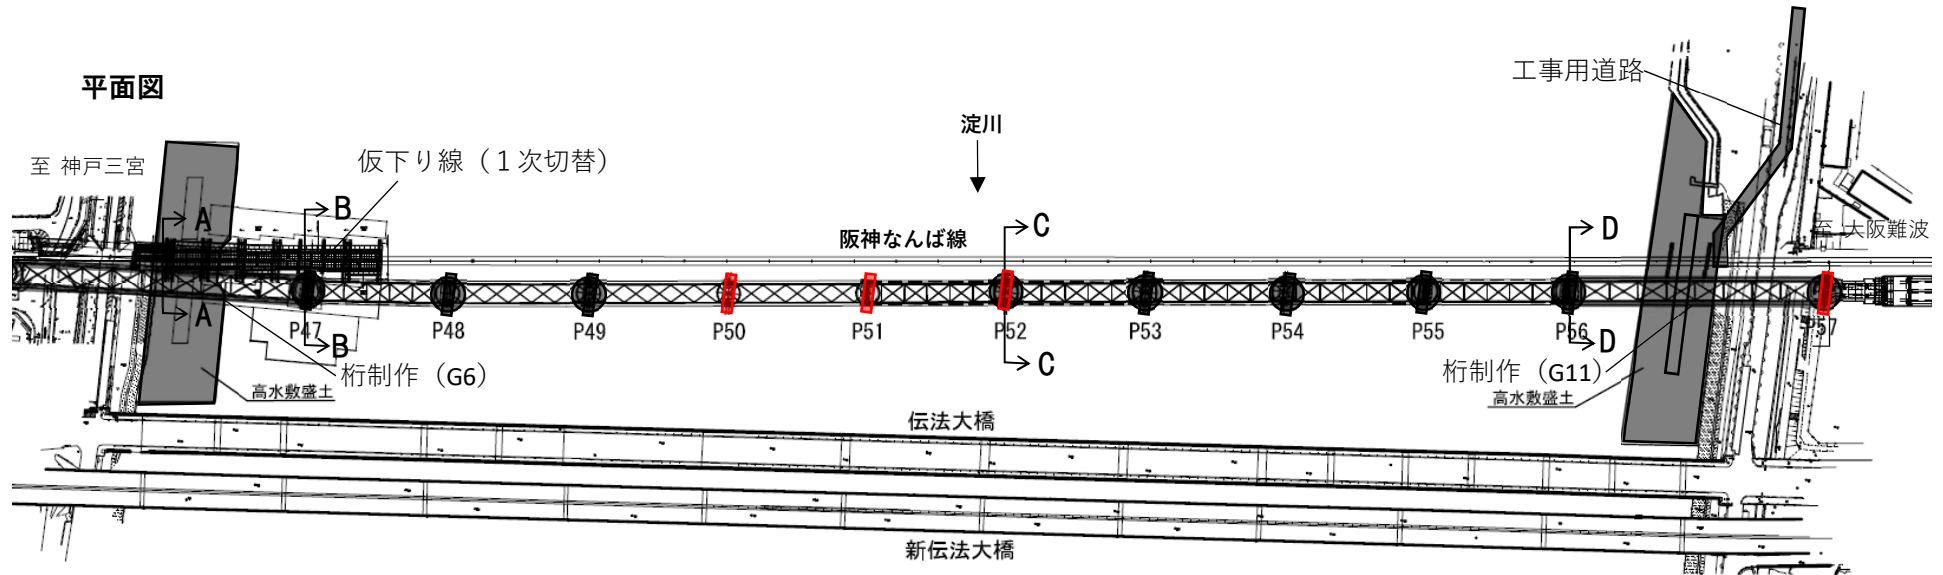 平面図
工事用道路
淀川
至 神戸三宮
仮下り線（１次切替）
A
B
C
D
阪神なんば線
至 大阪難波
A
P47
B
P48
P49
P50
P51
P52
P53
P54
P55
P56
D
P57
C
桁制作（G6）
桁制作（G11）
高水敷盛土
高水敷盛土
伝法大橋
新伝法大橋